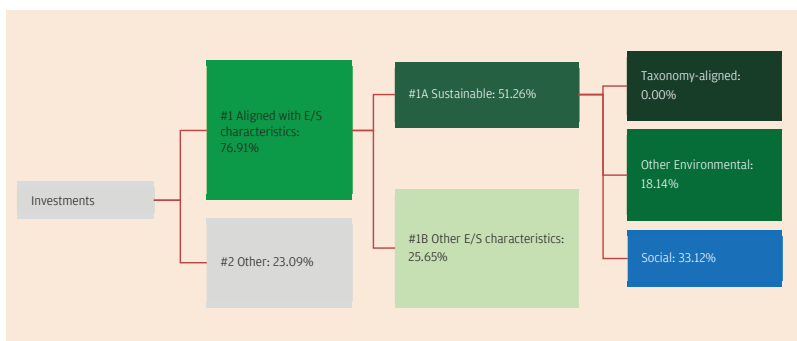 Investments
#1 Aligned with E/S
characteristics:
76.91%
#2 Other: 23.09%
#1A Sustainable: 51.26%
#1B Other E/S characteristics:
25.65%
Taxonomy-aligned:
0.00%
Other Environmental:
18.14%
Social: 33.12%